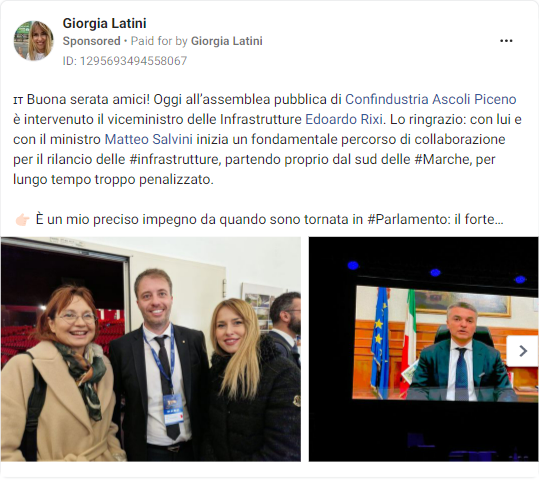 Giorgia Latini
Sponsored • Paid for by Giorgia Latini
ID: 1295693494558067
ɪᴛ Buona serata amici! Oggi all'assemblea pubblica di Confindustria Ascoli Piceno
è intervenuto il viceministro delle Infrastrutture Edoardo Rixi. Lo ringrazio: con lui e
con il ministro Matteo Salvini inizia un fondamentale percorso di collaborazione
per il rilancio delle #infrastrutture, partendo proprio dal sud delle #Marche, per
lungo tempo troppo penalizzato.
👉🏻 È un mio preciso impegno da quando sono tornata in #Parlamento: il forte...